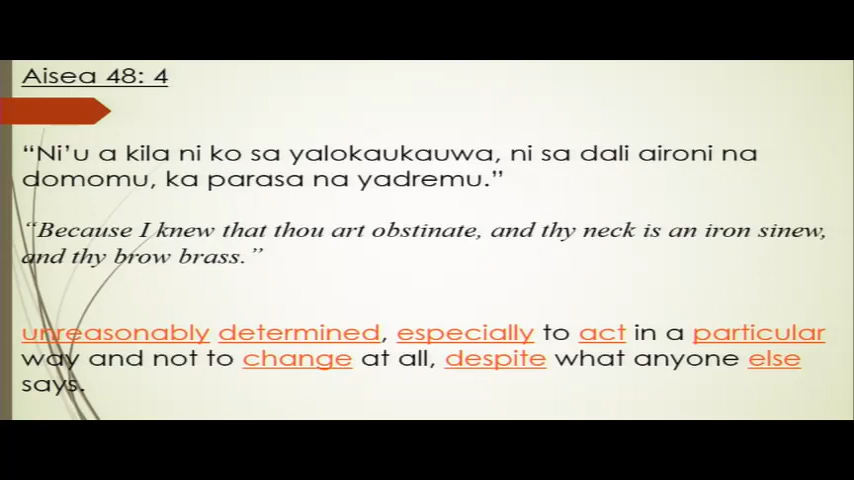 Aisea 48: 4
“Ni’u a kila ni ko sa yalokaukauwa, ni sa dali aironi na
domomu, ka parasa na yadremu.”
“Because I knew that thou art obstinate, and thy neck is an iron sinew,
and thy brow brass.”
unreasonably determined, especially to act in a particular
way and not to change at all, despite what anyone else
says.